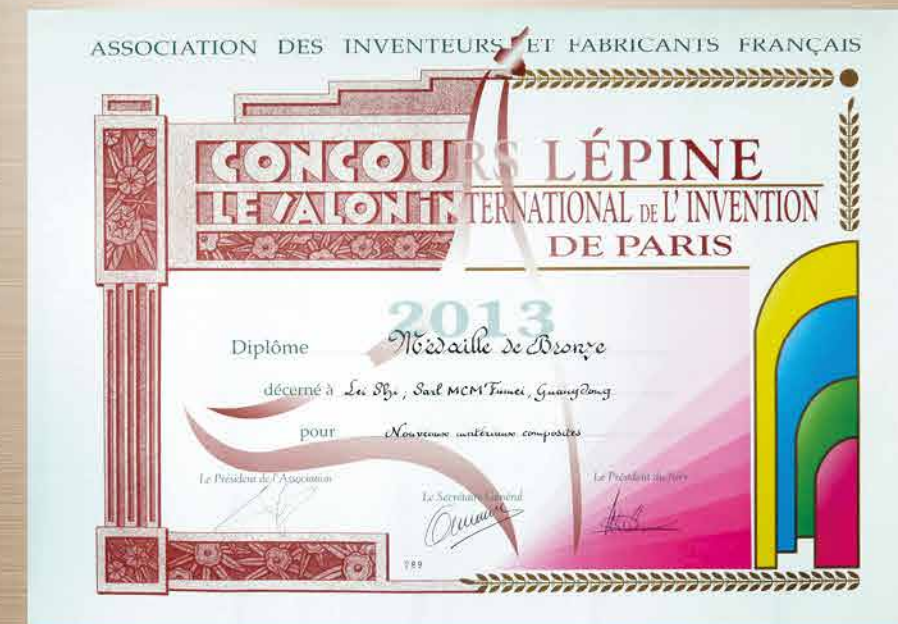 ASSOCIATION DES INVENTEURS ET FABRICANTS FRANÇAIS
CONCOURS LÉPINE
LE SALON INTERNATIONAL DE L' INVENTION
DE PARIS
2013
Diplôme Médaille de Bronze
décerné à Lei Shi, Sarl MCM'Fumei, Guangdong
pour Nouveaux matériaux composites
Le Président de l'Association
Le Secrétaire Général
Le Président du Jury
789